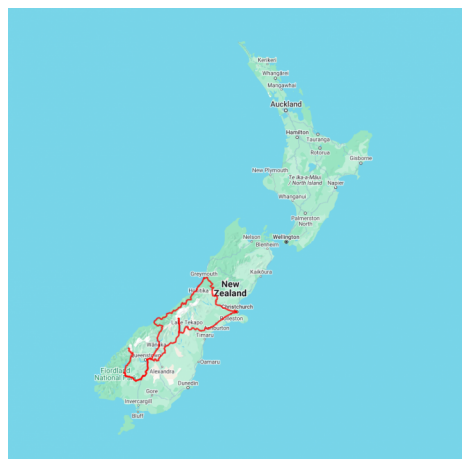 Kerikeri
Whangārei
Mangawhai
Auckland
Hamilton
Tauranga
Rotorua
Gisborne
New Plymouth
Te Ika-a-Māui
/ North Island
Napier
Whanganui
Palmerston
North
Nelson
Wellington
Blenheim
Kaikōura
Greymouth
Hokitika
New
Zealand
Christchurch
Rolleston
Lake Tekapo
Ashburton
Timaru
Wanaka
Queenstown
Oamaru
Fiordland
National
Alexandra
Dunedin
Gore
Invercargill
Bluff